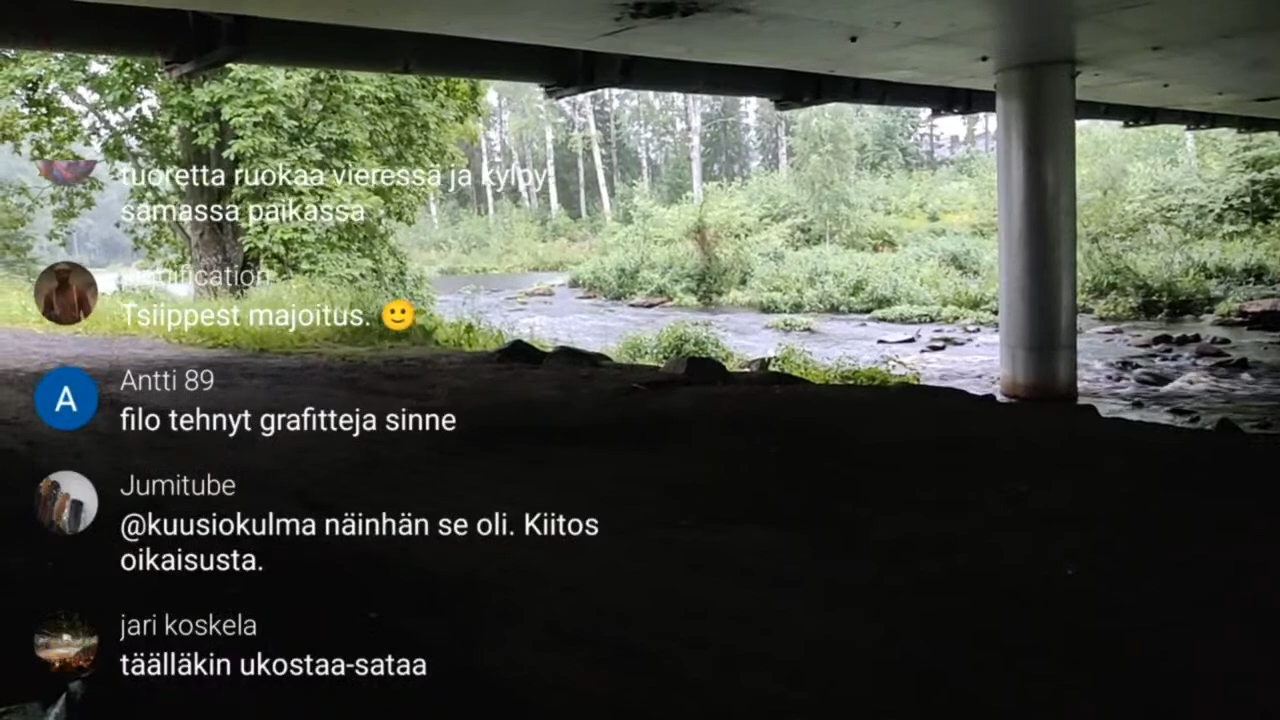 tuoretta ruokaa vieressä ja kylpy
samassa paikassa
Tsiippest majoitus. 🙂
Antti 89
filo tehnyt grafitteja sinne
Jumitube
@kuusiokulma näinhän se oli. Kiitos
oikaisusta.
jari koskela
täälläkin ukostaa-sataa